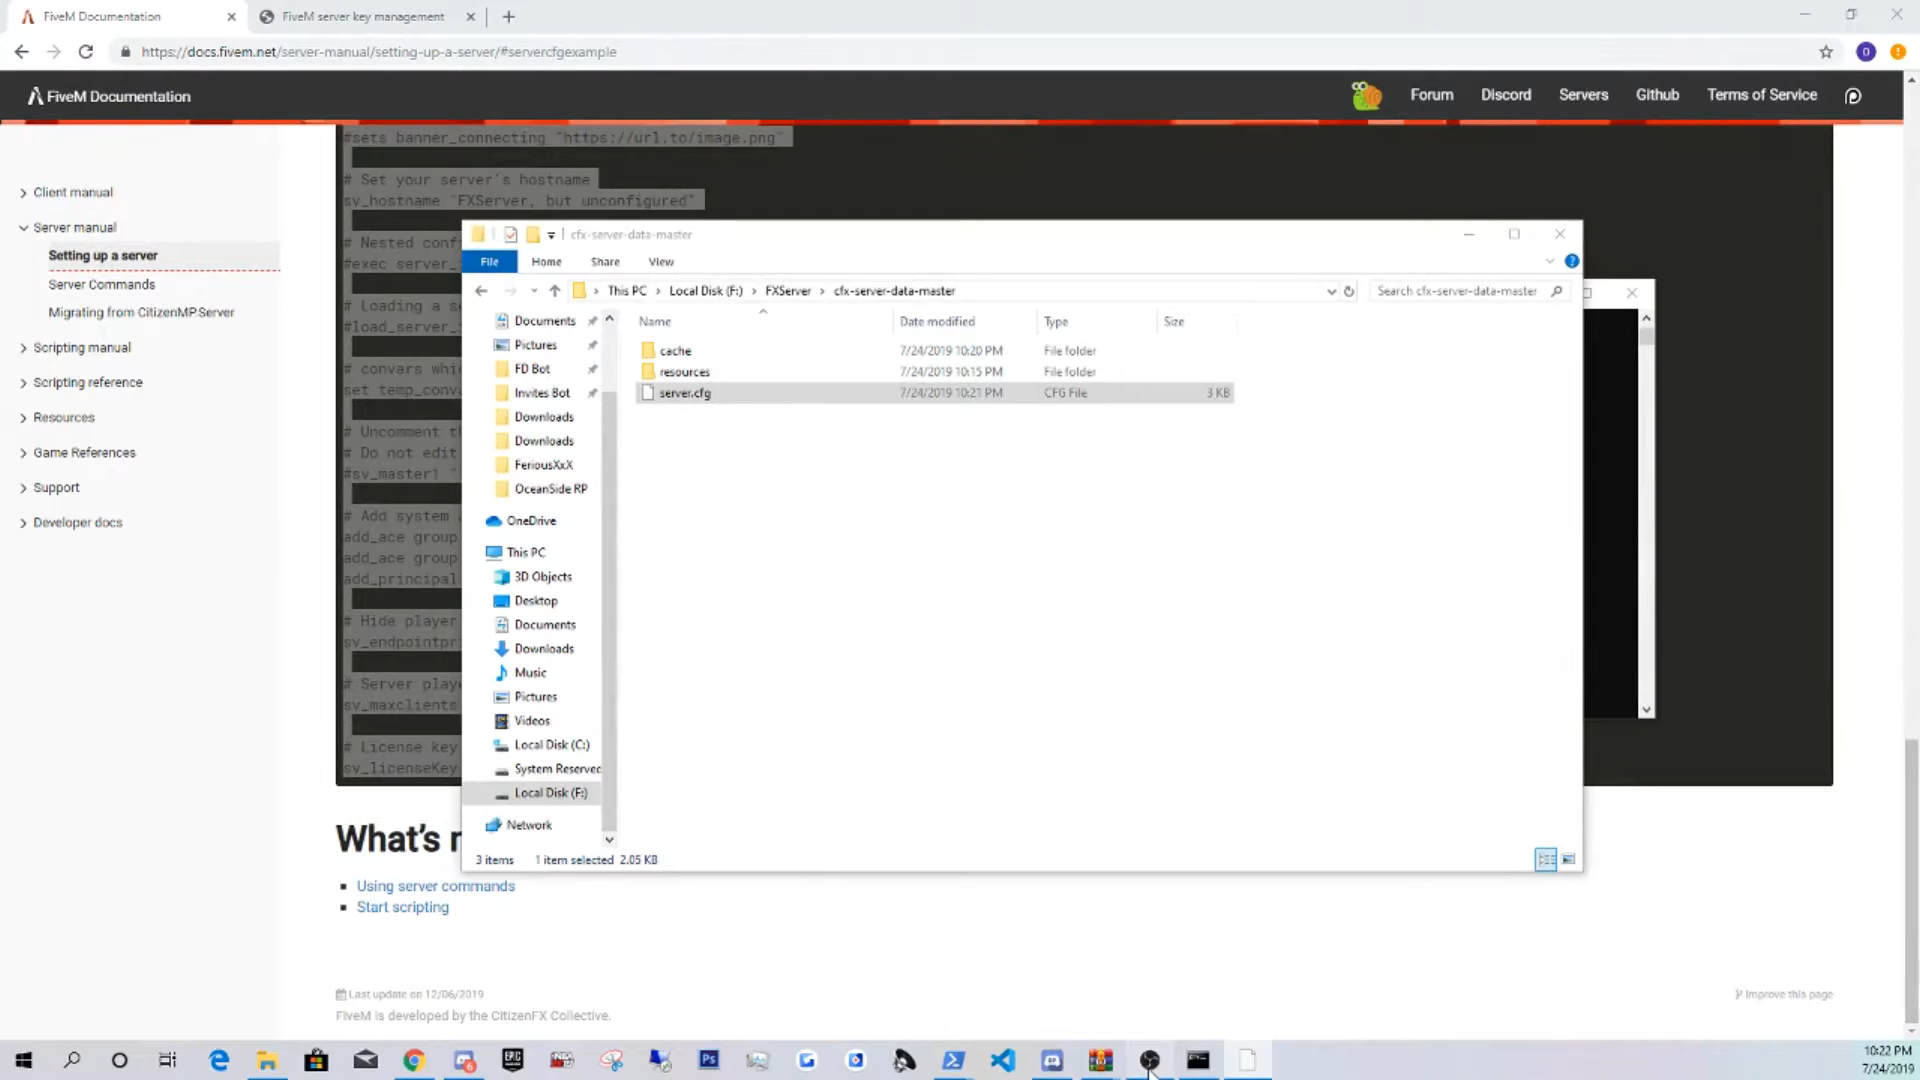 FiveM Documentation
FiveM server key management
https://docs.fivem.net/server-manual/setting-up-a-server/#servercfgexample
FiveM Documentation
Forum
Discord
Servers
Github
Terms of Service
Client manual
Server manual
Setting up a server
Server Commands
Migrating from CitizenMP.Server
Scripting manual
Scripting reference
Resources
Game References
Support
Developer docs
#sets banner_connecting "https://url.to/image.png"
# Set your server's hostname
sv_hostname "FXServer, but unconfigured"
# Nested conf
#exec server_
# Loading a s
#load_server_
# convars whic
set temp_conva
# Uncomment th
# Do not edit
#sv_master1 "
# Add system a
add_ace group
add_ace group
add_principal
# Hide player
sv_endpointpri
# Server playe
sv_maxclients
# License key
sv_licenseKey
cfx-server-data-master
File
Home
Share
View
This PC
Local Disk (F:)
FXServer
cfx-server-data-master
Search cfx-server-data-master
Name
Date modified
Type
Size
cache 7/24/2019 10:20 PM File folder
resources 7/24/2019 10:15 PM File folder
server.cfg 7/24/2019 10:21 PM CFG File 3 KB
Documents
Pictures
FD Bot
Invites Bot
Downloads
Downloads
FeriousXxX
OceanSide RP
OneDrive
This PC
3D Objects
Desktop
Documents
Downloads
Music
Pictures
Videos
Local Disk (C:)
System Reserved
Local Disk (F:)
Network
3 items 1 item selected 2.05 KB
What's n
Using server commands
Start scripting
Last update on 12/06/2019
Improve this page
FiveM is developed by the CitizenFX Collective.
10:22 PM
7/24/2019